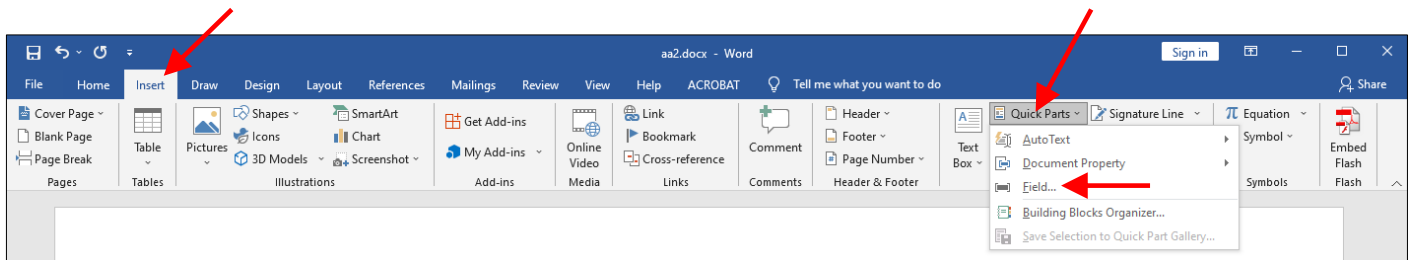 aa2.docx - Word
Sign in
File Home Insert Draw Design Layout References Mailings Review View Help ACROBAT Tell me what you want to do Share
Cover Page
Blank Page
Page Break
Pages
Table
Tables
Pictures
Shapes
Icons
3D Models
SmartArt
Chart
Screenshot
Illustrations
Get Add-ins
My Add-ins
Add-ins
Online
Video
Media
Link
Bookmark
Cross-reference
Links
Comment
Comments
Header
Footer
Page Number
Header & Footer
Text
Box
Quick Parts
Signature Line
AutoText
Document Property
Field...
Building Blocks Organizer...
Save Selection to Quick Part Gallery...
Equation
Symbol
Symbols
Embed
Flash
Flash